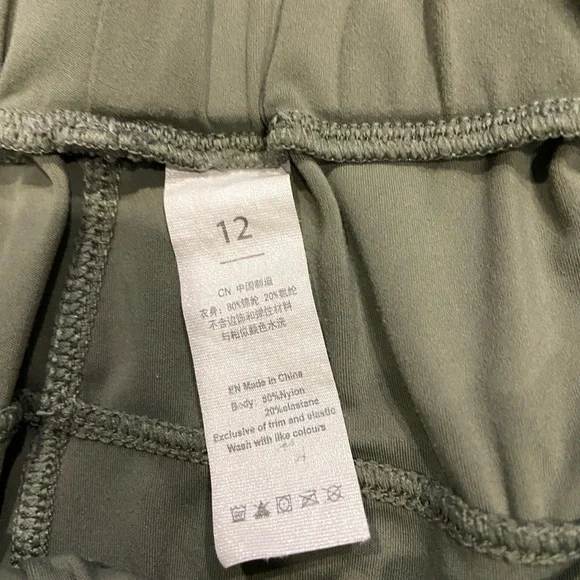 12
CN 中国制造
衣身: 80%锦纶 20%氨纶
不含边饰和弹性材料
与相似颜色水洗
EN Made in China
Body: 80%Nylon
20%elastane
Exclusive of trim and elastic
Wash with like colours